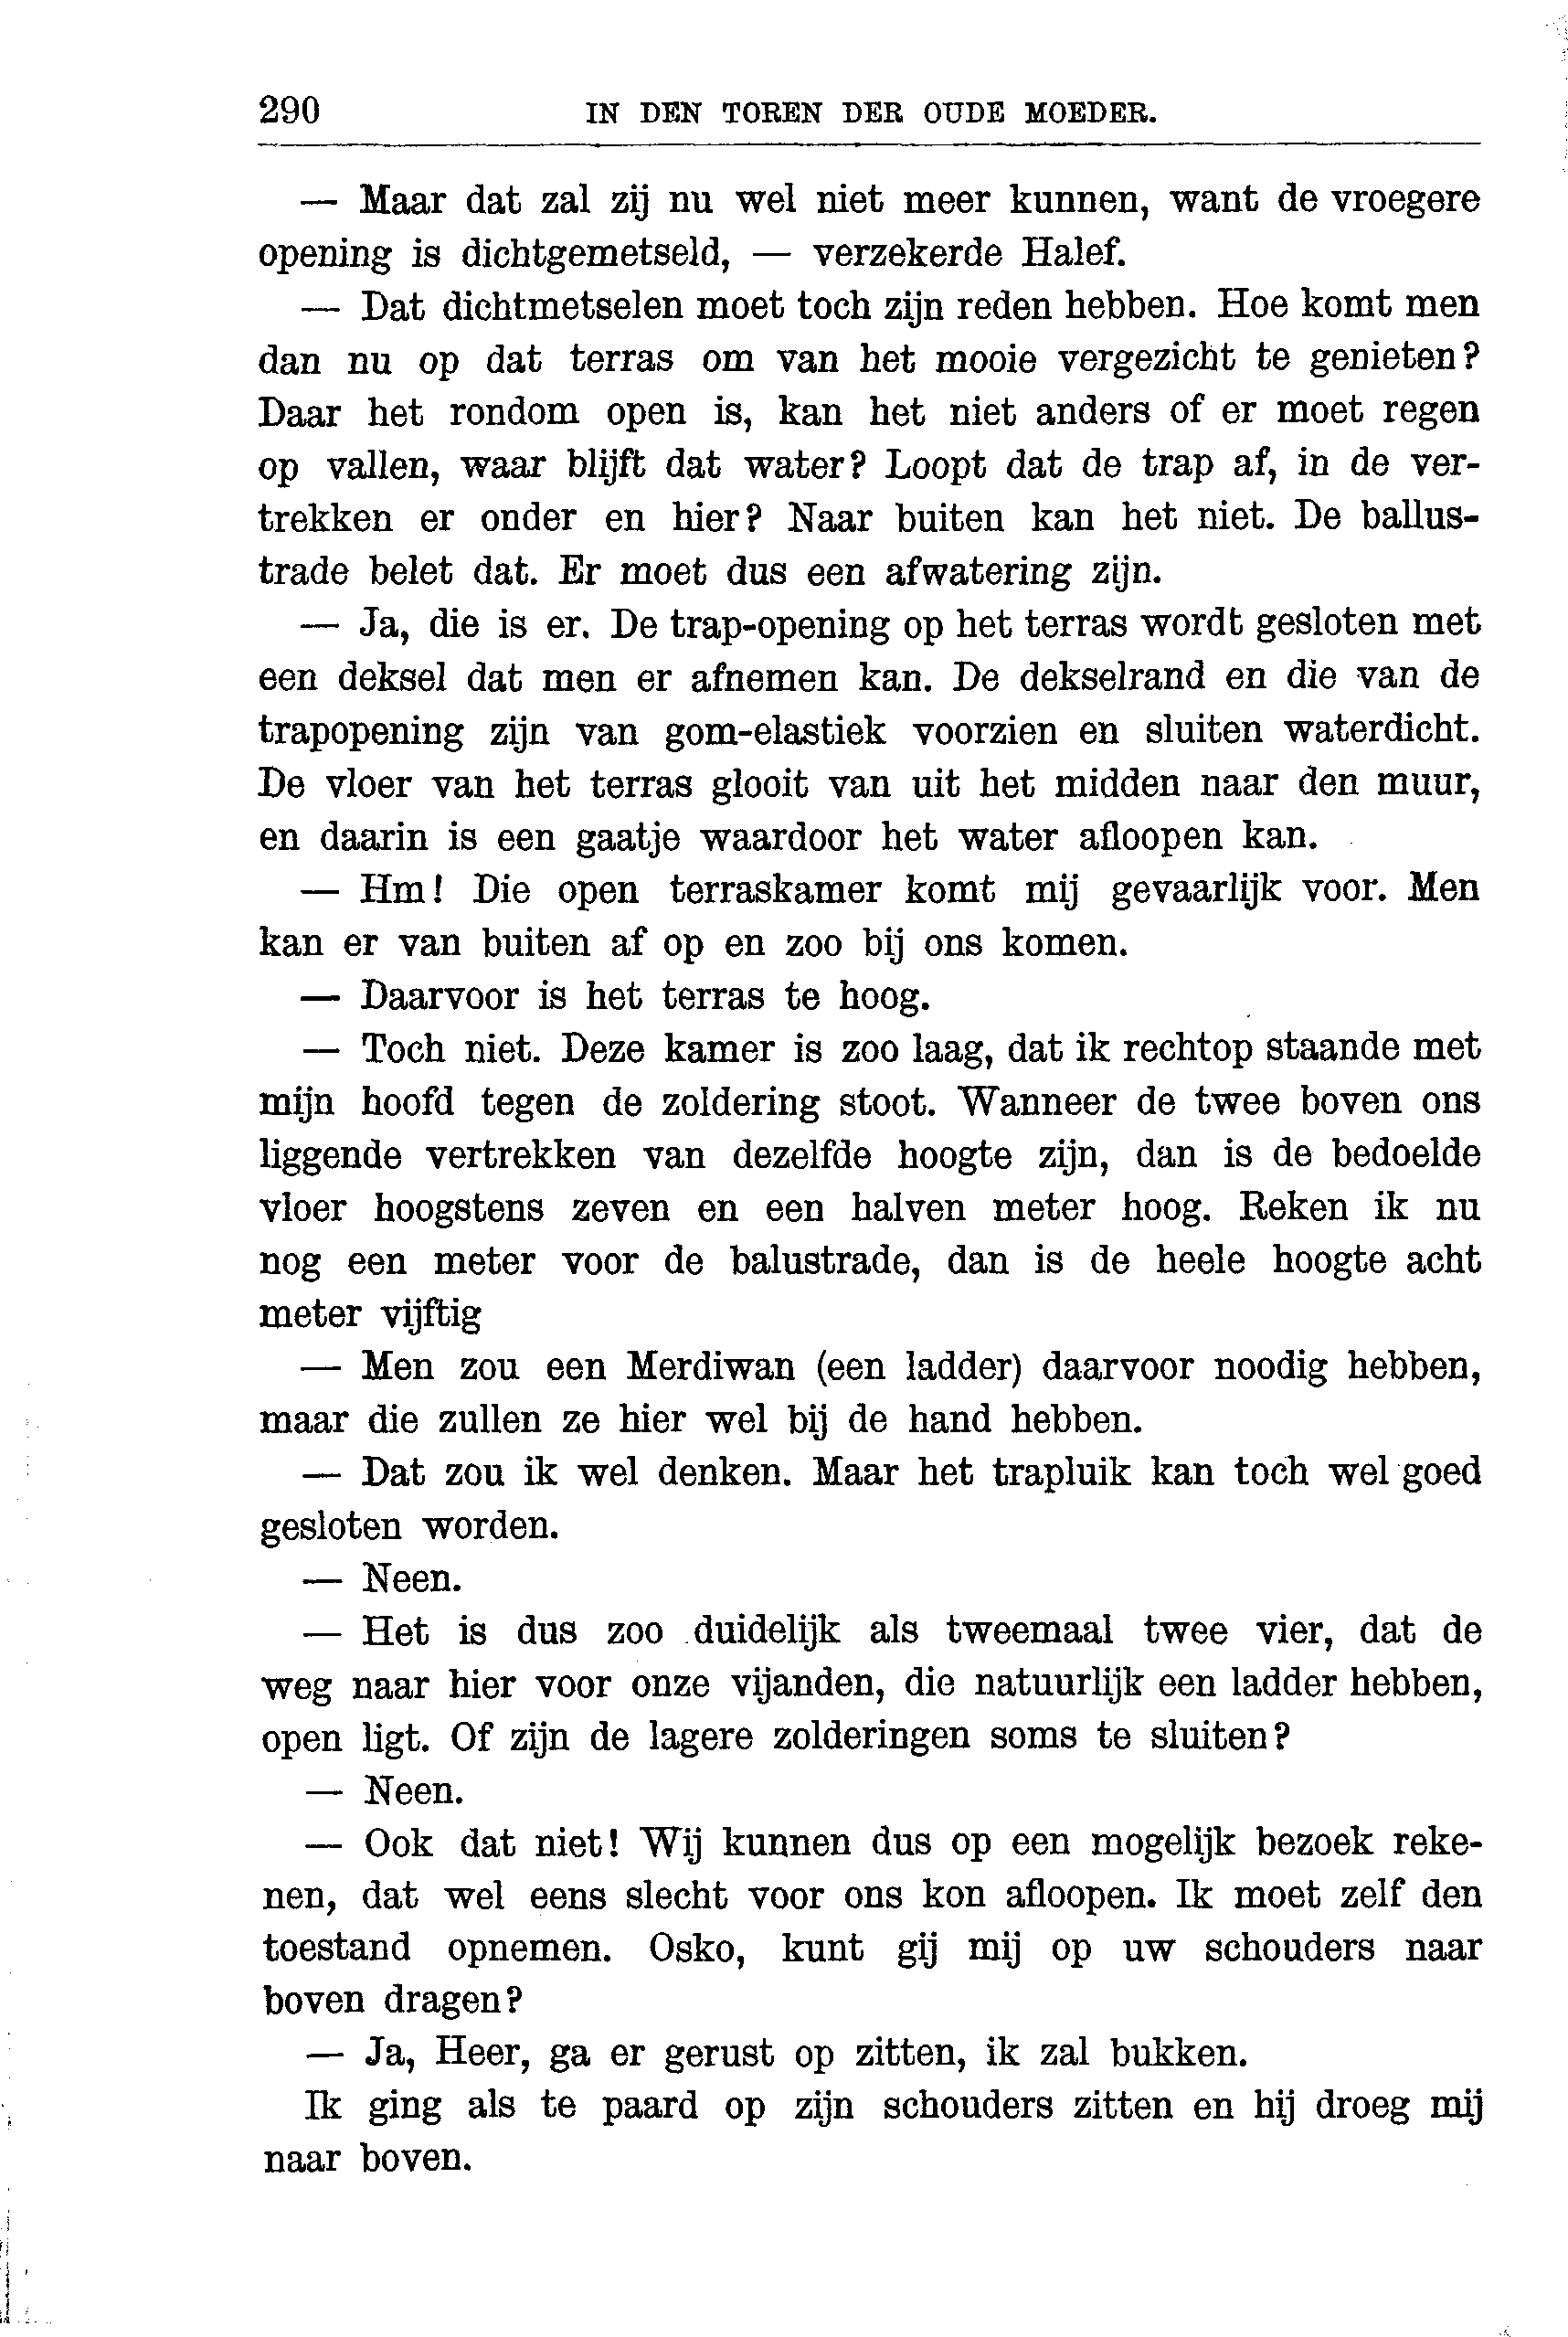 290 IN DEN TOREN DER OUDE MOEDER.
— Maar dat zal zij nu wel niet meer kunnen, want de vroegere
opening is dichtgemetseld, — verzekerde Halef.
— Dat dichtmetselen moet toch zijn reden hebben. Hoe komt men
dan nu op dat terras om van het mooie vergezicht te genieten?
Daar het rondom open is, kan het niet anders of er moet regen
op vallen, waar blijft dat water? Loopt dat de trap af, in de ver-
trekken er onder en hier? Naar buiten kan het niet. De ballus-
trade belet dat. Er moet dus een afwatering zijn.
— Ja, die is er. De trap-opening op het terras wordt gesloten met
een deksel dat men er afnemen kan. De dekselrand en die van de
trapopening zijn van gom-elastiek voorzien en sluiten waterdicht.
De vloer van het terras glooit van uit het midden naar den muur,
en daarin is een gaatje waardoor het water afloopen kan.
— Hm! Die open terraskamer komt mij gevaarlijk voor. Men
kan er van buiten af op en zoo bij ons komen.
— Daarvoor is het terras te hoog.
— Toch niet. Deze kamer is zoo laag, dat ik rechtop staande met
mijn hoofd tegen de zoldering stoot. Wanneer de twee boven ons
liggende vertrekken van dezelfde hoogte zijn, dan is de bedoelde
vloer hoogstens zeven en een halven meter hoog. Reken ik nu
nog een meter voor de balustrade, dan is de heele hoogte acht
meter vijftig
— Men zou een Merdiwan (een ladder) daarvoor noodig hebben,
maar die zullen ze hier wel bij de hand hebben.
— Dat zou ik wel denken. Maar het trapluik kan toch wel goed
gesloten worden.
— Neen.
— Het is dus zoo duidelijk als tweemaal twee vier, dat de
weg naar hier voor onze vijanden, die natuurlijk een ladder hebben,
open ligt. Of zijn de lagere zolderingen soms te sluiten?
— Neen.
— Ook dat niet! Wij kunnen dus op een mogelijk bezoek reke-
nen, dat wel eens slecht voor ons kon afloopen. Ik moet zelf den
toestand opnemen. Osko, kunt gij mij op uw schouders naar
boven dragen?
— Ja, Heer, ga er gerust op zitten, ik zal bukken.
Ik ging als te paard op zijn schouders zitten en hij droeg mij
naar boven.